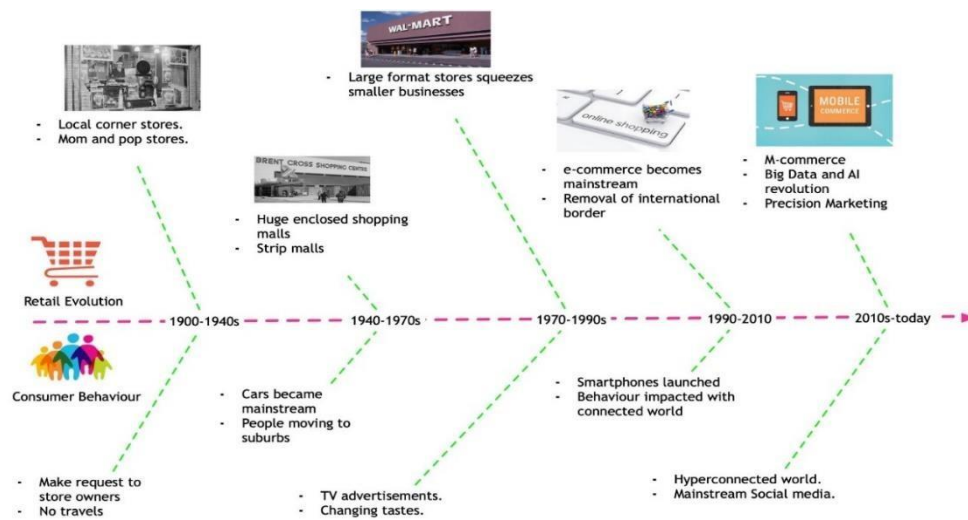 WAL-MART
- Large format stores squeezes
smaller businesses
- Local corner stores.
- Mom and pop stores.
online shopping
MOBILE
COMMERCE
BRENT CROSS SHOPPING CENTRE
- e-commerce becomes
mainstream
- Removal of international
border
- M-commerce
- Big Data and AI
revolution
- Precision Marketing
- Huge enclosed shopping
malls
- Strip malls
Retail Evolution
1900-1940s
1940-1970s
1970-1990s
1990-2010
2010s-today
Consumer Behaviour
- Cars became
mainstream
- People moving to
suburbs
- Smartphones launched
- Behaviour impacted with
connected world
- Make request to
store owners
- No travels
- TV advertisements.
- Changing tastes.
- Hyperconnected world.
- Mainstream Social media.